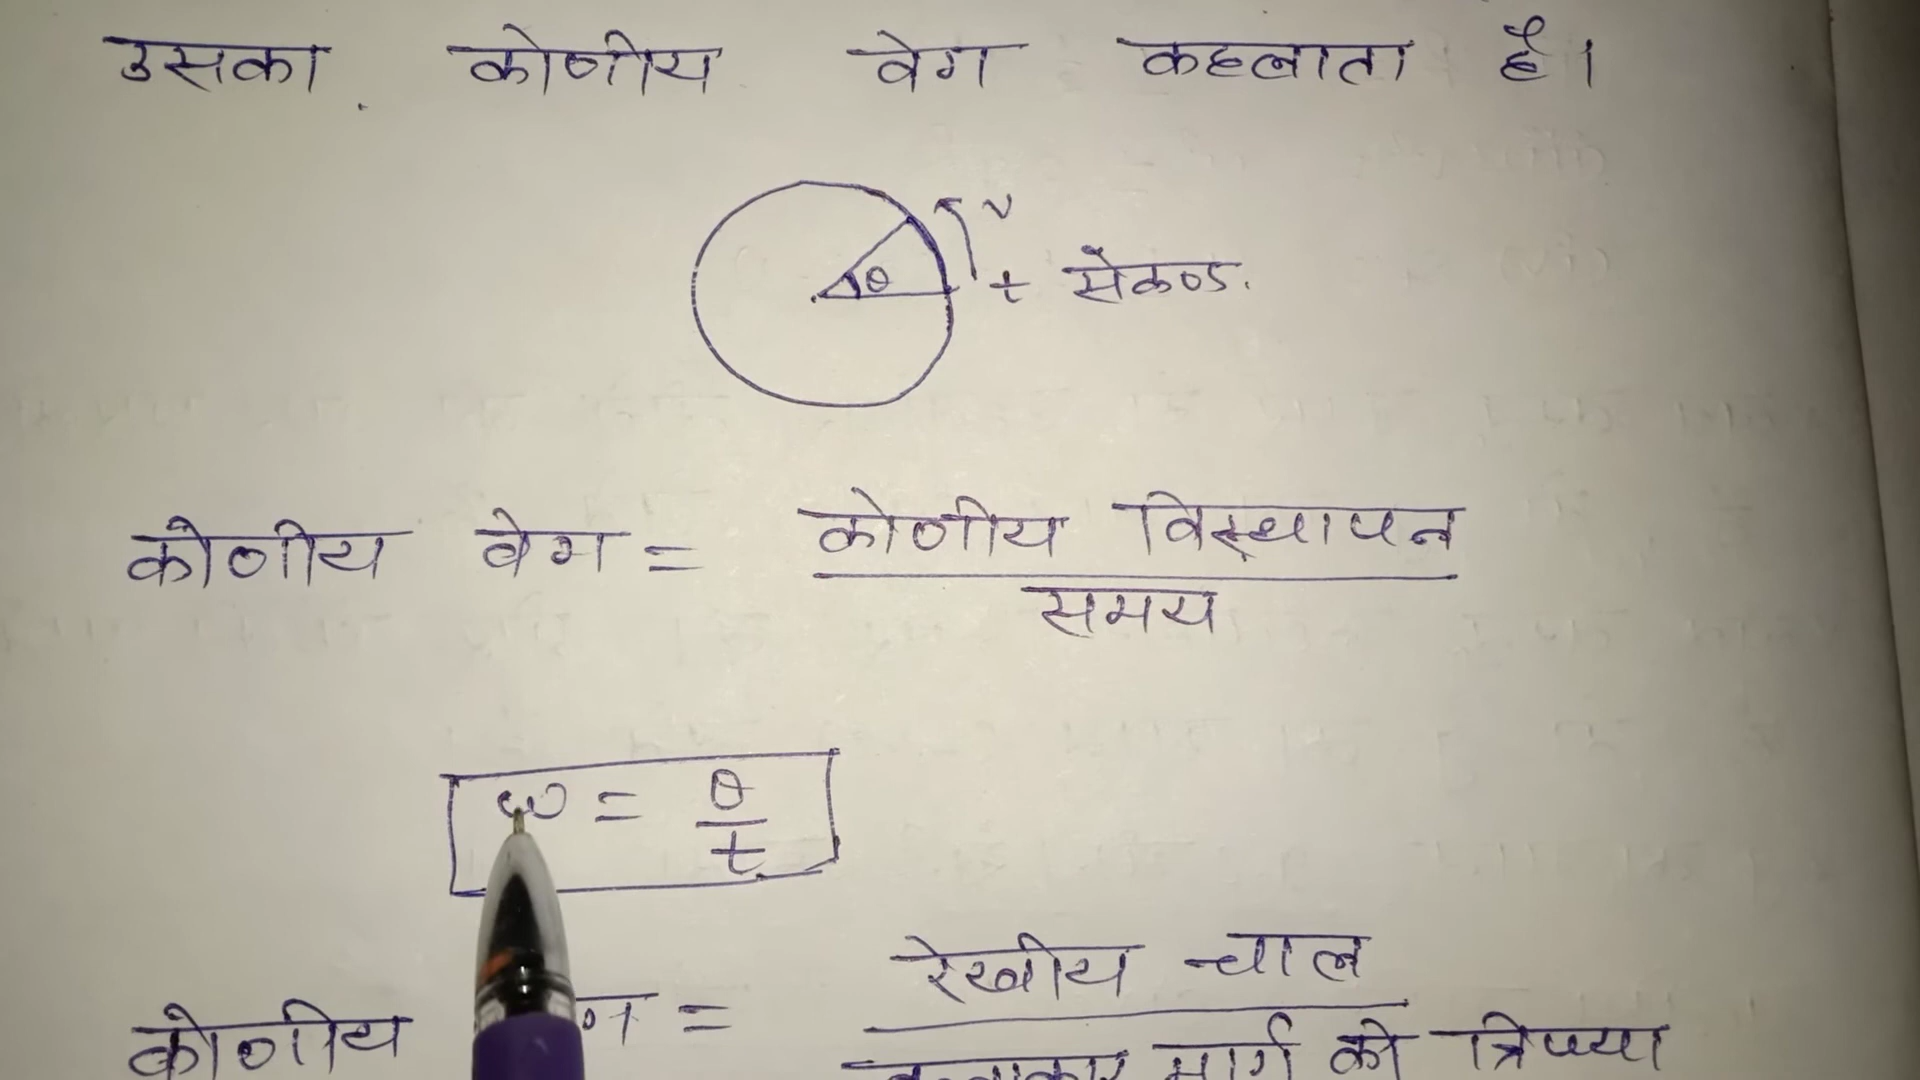 उसका कोणीय वेग कहलाता है।
v
θ
t सेकण्ड.
कोणीय वेग = कोणीय विस्थापन
समय
ω = θ
t
रेखीय चाल
कोणीय =
मार्ग की त्रिज्या